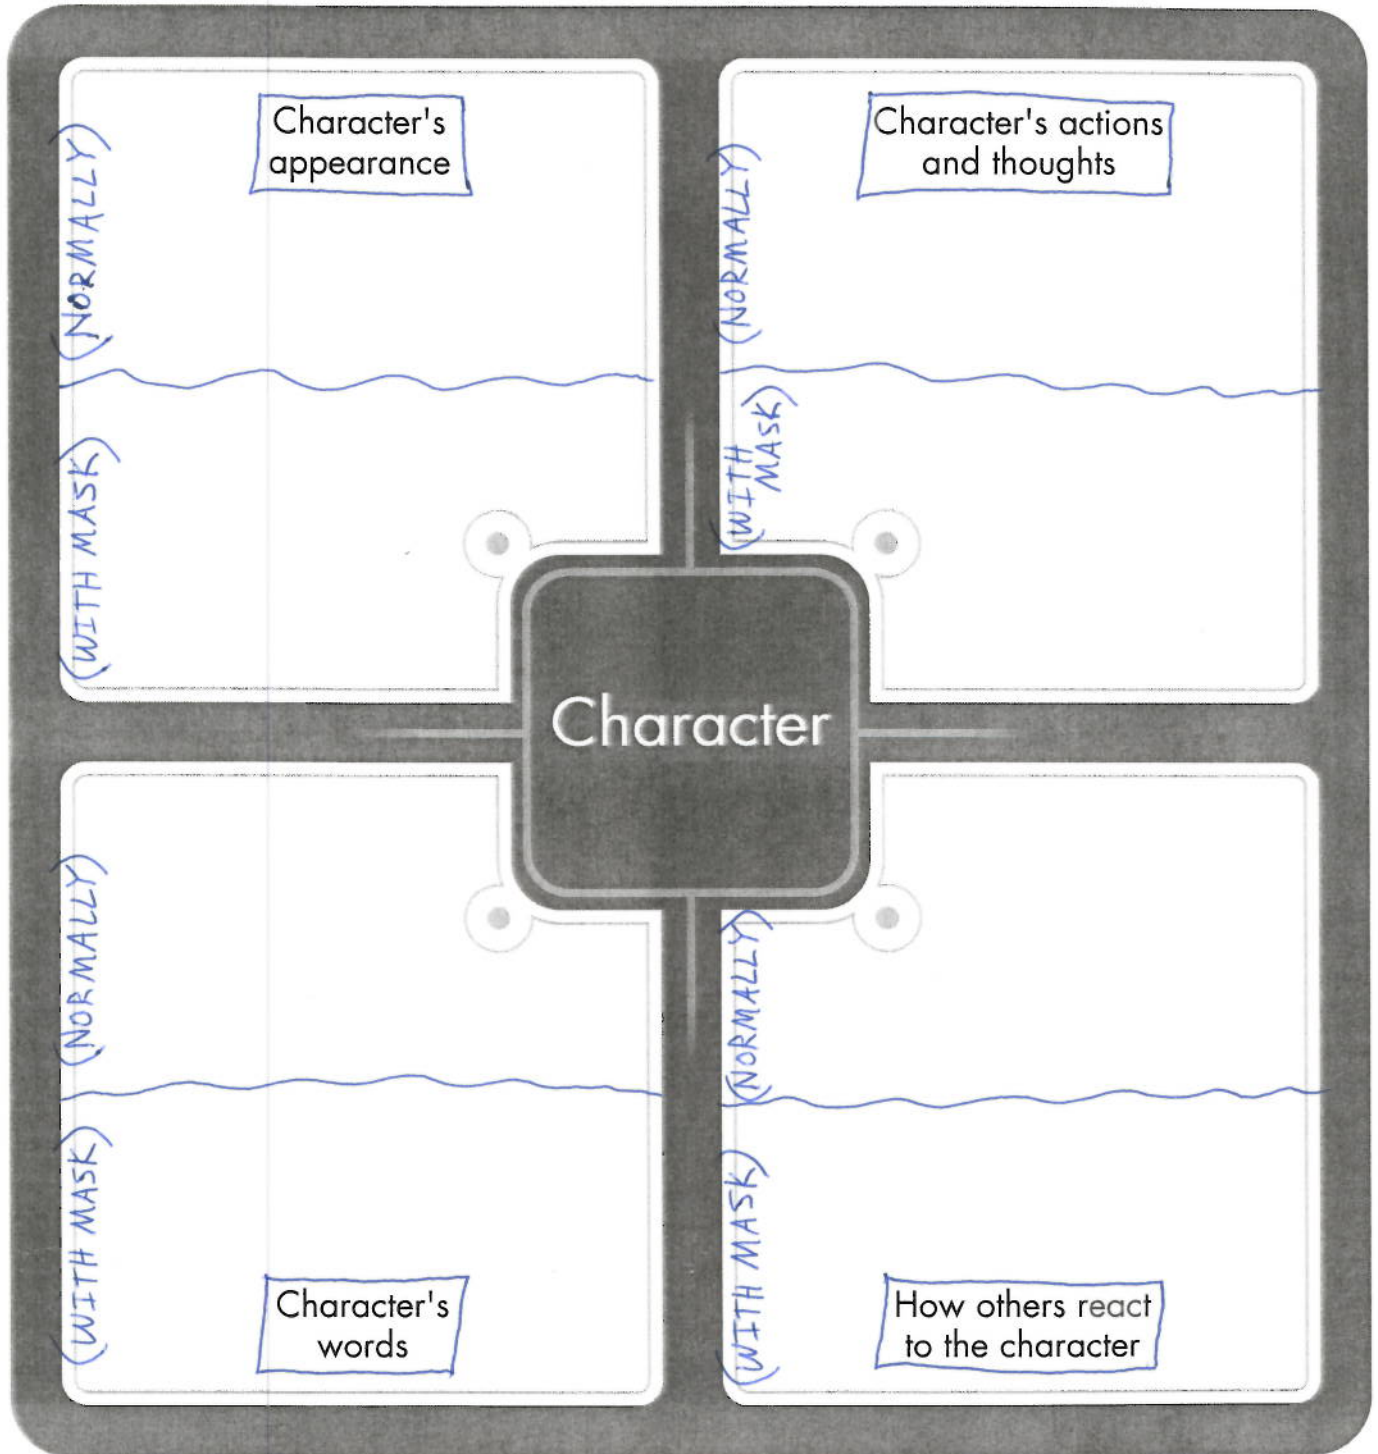 Character's
appearance
(NORMALLY)
(WITH MASK)
Character's actions
and thoughts
(NORMALLY)
(WITH
MASK)
Character
(NORMALLY)
(WITH MASK)
Character's
words
(NORMALLY)
(WITH MASK)
How others react
to the character